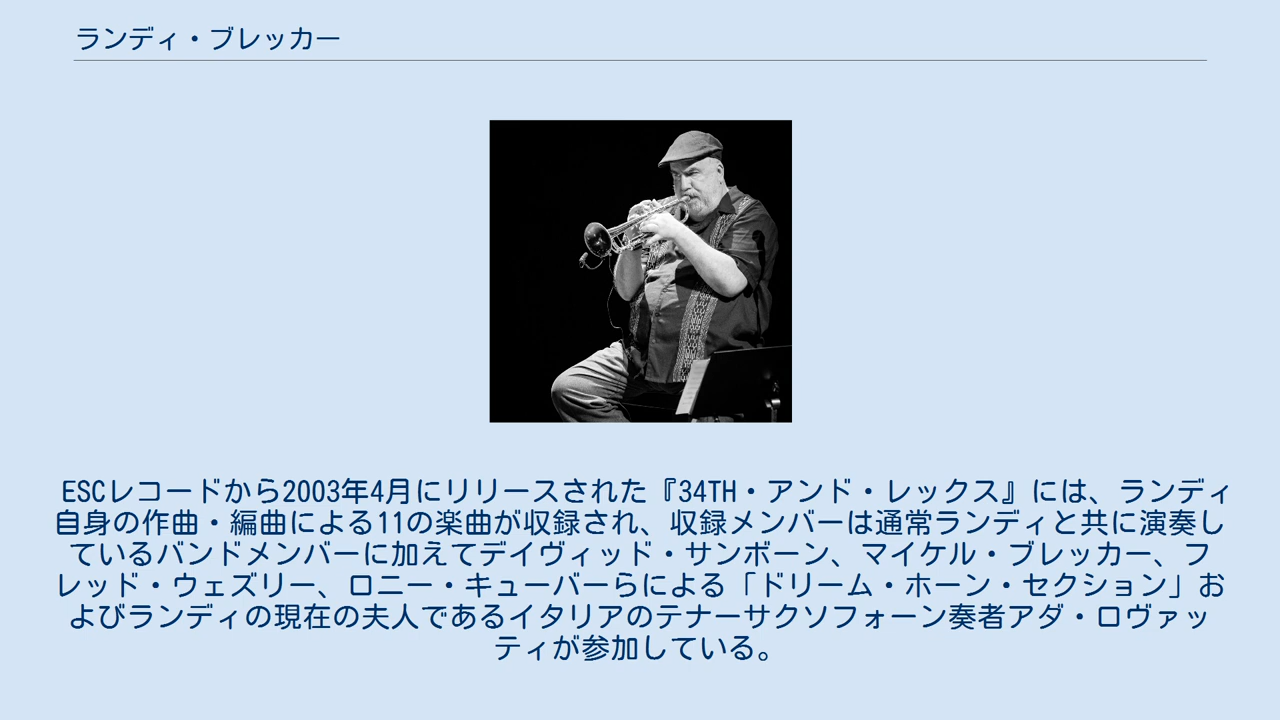 ランディ・ブレッカー
ESCレコードから2003年4月にリリースされた『34TH・アンド・レックス』には、ランディ
自身の作曲・編曲による11の楽曲が収録され、収録メンバーは通常ランディと共に演奏し
ているバンドメンバーに加えてデイヴィッド・サンボーン、マイケル・ブレッカー、フ
レッド・ウェズリー、ロニー・キューバーらによる「ドリーム・ホーン・セクション」お
よびランディの現在の夫人であるイタリアのテナーサクソフォーン奏者アダ・ロヴァッ
ティが参加している。